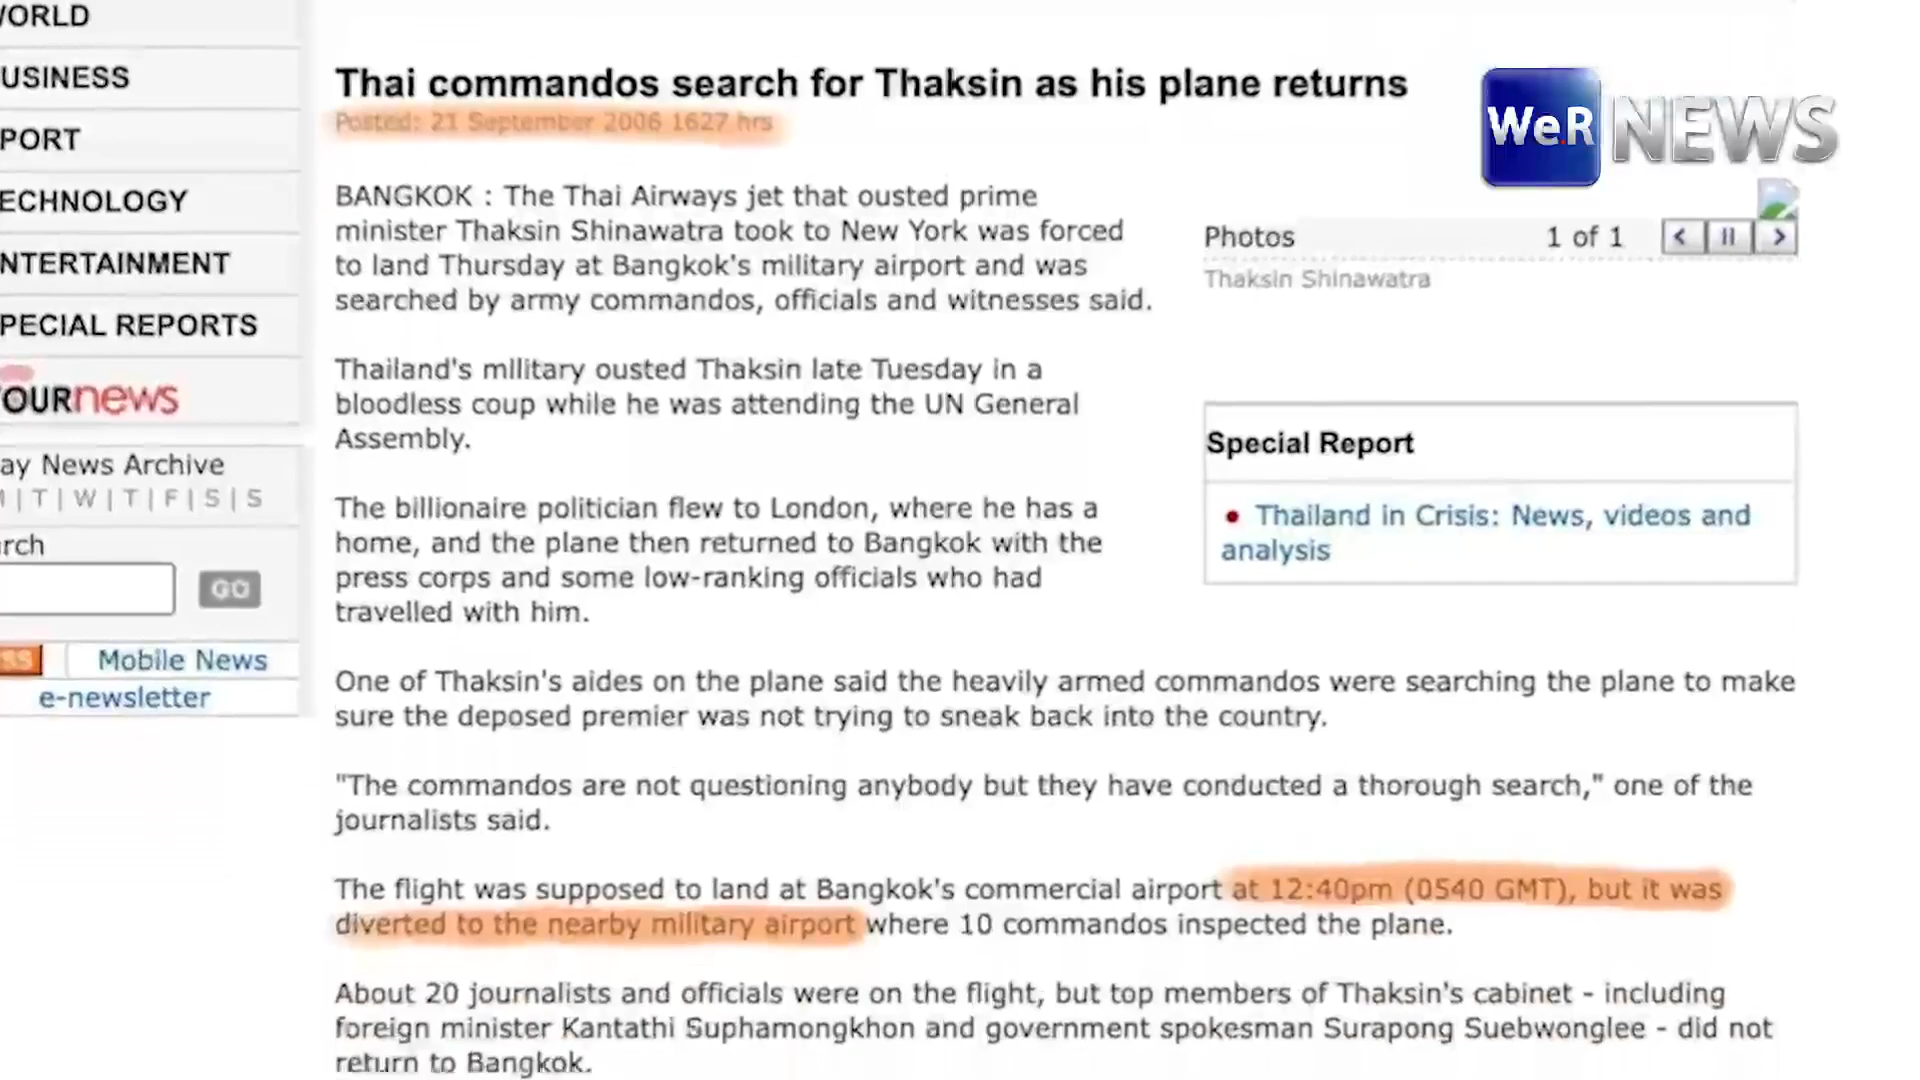 WORLD
USINESS
PORT
ECHNOLOGY
NTERTAINMENT
PECIAL REPORTS
OURnews
ay News Archive
T | W | T | F | S | S
rch
GO
Mobile News
e-newsletter
Thai commandos search for Thaksin as his plane returns
Posted: 21 September 2006 1627 hrs
WeR NEWS
BANGKOK : The Thai Airways jet that ousted prime
minister Thaksin Shinawatra took to New York was forced
to land Thursday at Bangkok's military airport and was
searched by army commandos, officials and witnesses said.
Thailand's military ousted Thaksin late Tuesday in a
bloodless coup while he was attending the UN General
Assembly.
The billionaire politician flew to London, where he has a
home, and the plane then returned to Bangkok with the
press corps and some low-ranking officials who had
travelled with him.
Photos 1 of 1
Thaksin Shinawatra
Special Report
• Thailand in Crisis: News, videos and
analysis
One of Thaksin's aides on the plane said the heavily armed commandos were searching the plane to make
sure the deposed premier was not trying to sneak back into the country.
"The commandos are not questioning anybody but they have conducted a thorough search," one of the
journalists said.
The flight was supposed to land at Bangkok's commercial airport at 12:40pm (0540 GMT), but it was
diverted to the nearby military airport where 10 commandos inspected the plane.
About 20 journalists and officials were on the flight, but top members of Thaksin's cabinet - including
foreign minister Kantathi Suphamongkhon and government spokesman Surapong Suebwonglee - did not
return to Bangkok.